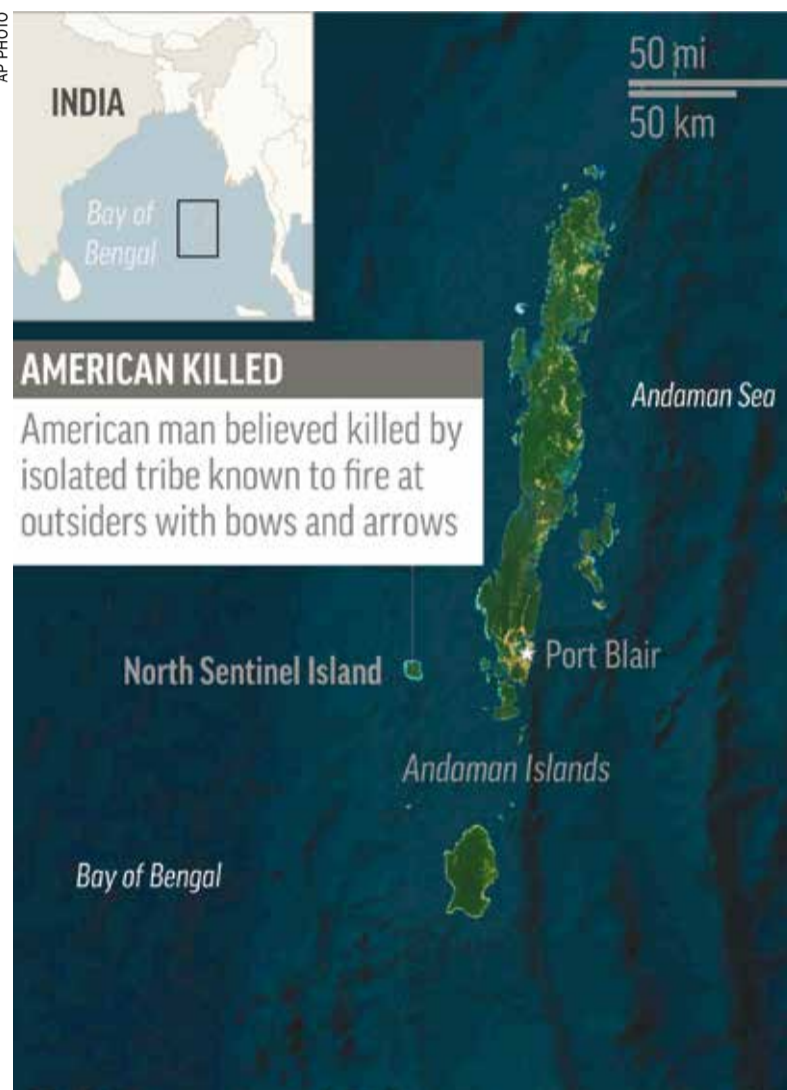 AP PHOTO
INDIA
Bay of
Bengal
50 mi
50 km
AMERICAN KILLED
American man believed killed by
isolated tribe known to fire at
outsiders with bows and arrows
Andaman Sea
North Sentinel Island
Port Blair
Andaman Islands
Bay of Bengal